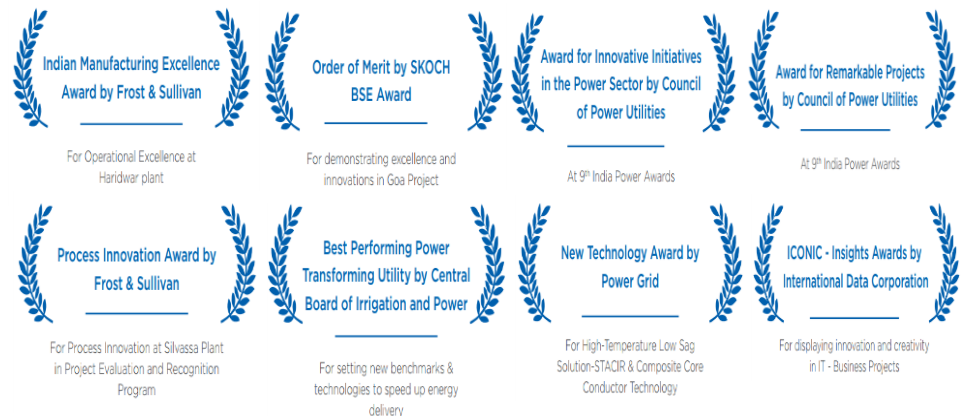 Indian Manufacturing Excellence
Award by Frost & Sullivan
For Operational Excellence at
Haridwar plant
Order of Merit by SKOCH
BSE Award
For demonstrating excellence and
innovations in Goa Project
Award for Innovative Initiatives
in the Power Sector by Council
of Power Utilities
At 9th India Power Awards
Award for Remarkable Projects
by Council of Power Utilities
At 9th India Power Awards
Process Innovation Award by
Frost & Sullivan
For Process Innovation at Silvassa Plant
in Project Evaluation and Recognition
Program
Best Performing Power
Transforming Utility by Central
Board of Irrigation and Power
For setting new benchmarks &
technologies to speed up energy
delivery
New Technology Award by
Power Grid
For High-Temperature Low Sag
Solution-STACIR & Composite Core
Conductor Technology
ICONIC - Insights Awards by
International Data Corporation
For displaying innovation and creativity
in IT - Business Projects